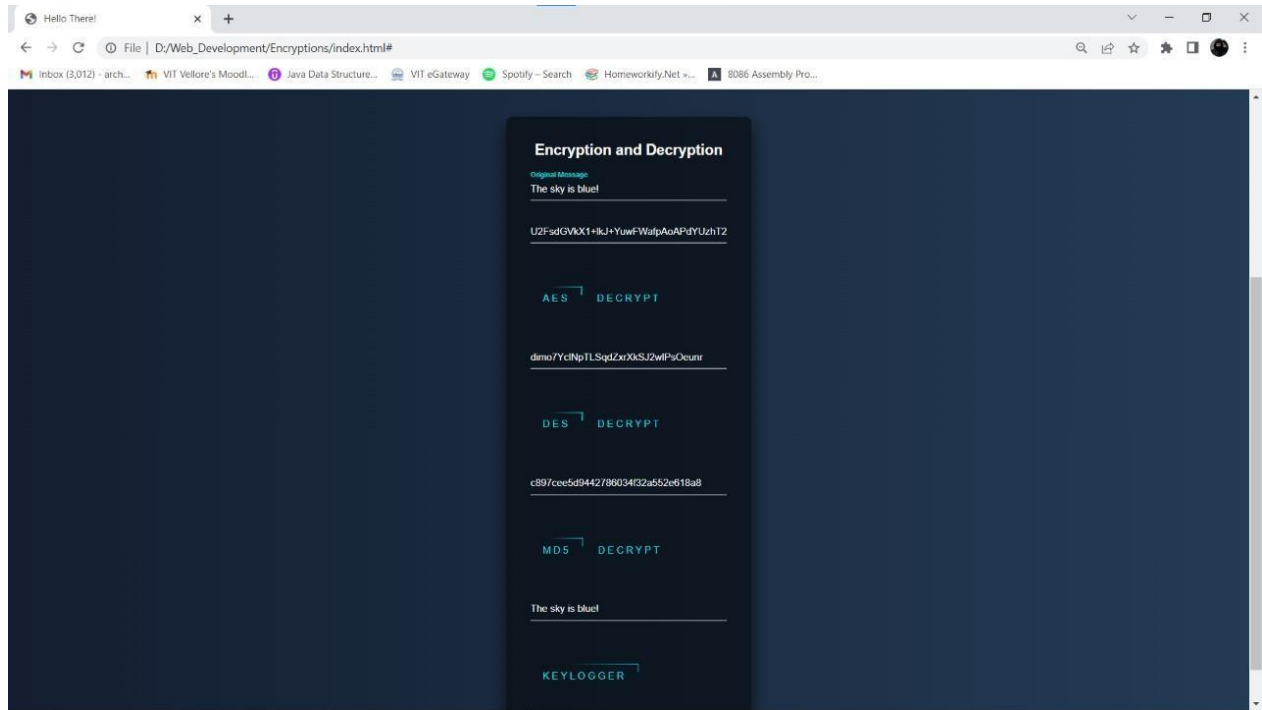 Hello There!
File | D:/Web_Development/Encryptions/index.html#
Inbox (3,012) - arch... VIT Vellore's Moodl... Java Data Structure... VIT eGateway Spotify – Search Homeworkify.Net »... 8086 Assembly Pro...
Encryption and Decryption
Original Message
The sky is blue!
U2FsdGVkX1+IkJ+YuwFWafpAoAPdYUzhT2
AES DECRYPT
dimo7YcINpTLSqdZxrXkSJ2wIPsOeunr
DES DECRYPT
c897cee5d9442786034f32a552e618a8
MD5 DECRYPT
The sky is blue!
KEYLOGGER